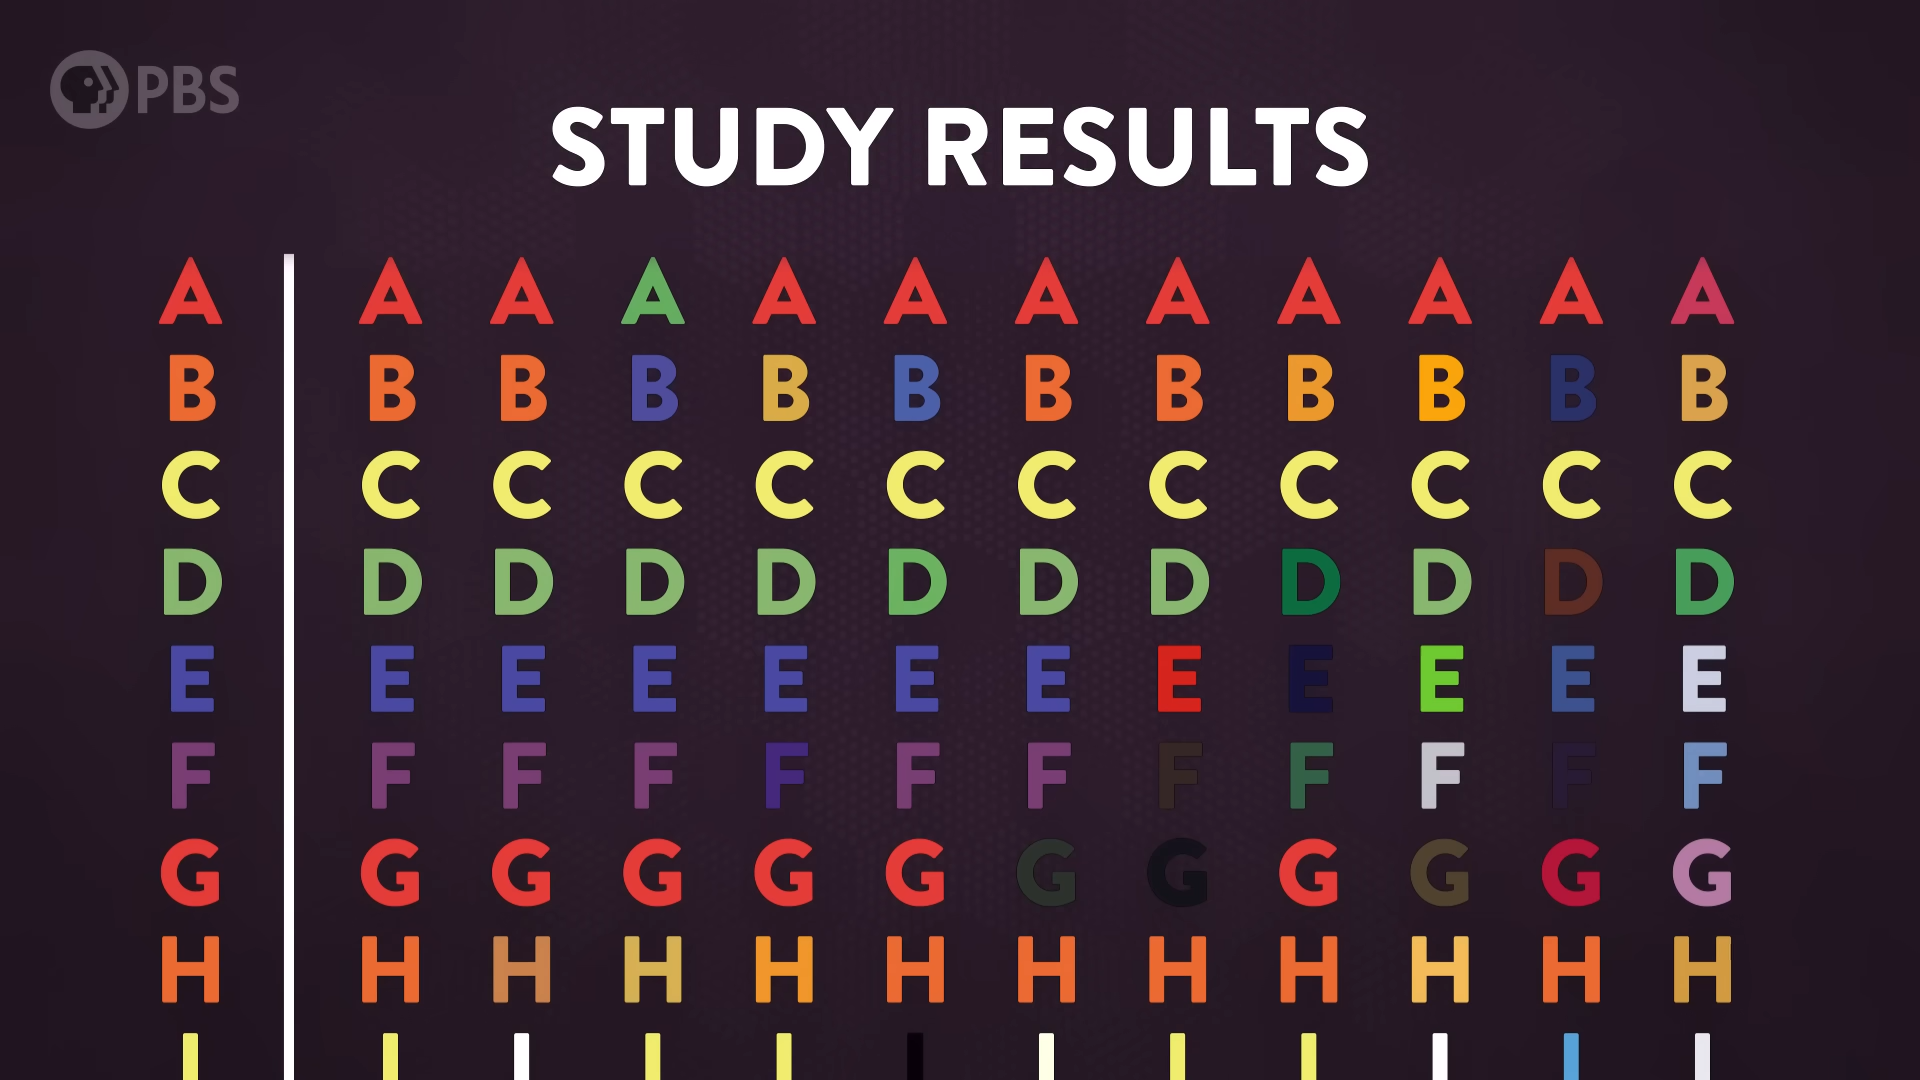 PBS
STUDY RESULTS
A A A A A A A A A A A A
B B B B B B B B B B B B
C C C C C C C C C C C C
D D D D D D D D D D D D
E E E E E E E E E E E E
F F F F F F F F F F F F
G G G G G G G G G G G G
H H H H H H H H H H H H
I I I I I I I I I I I I